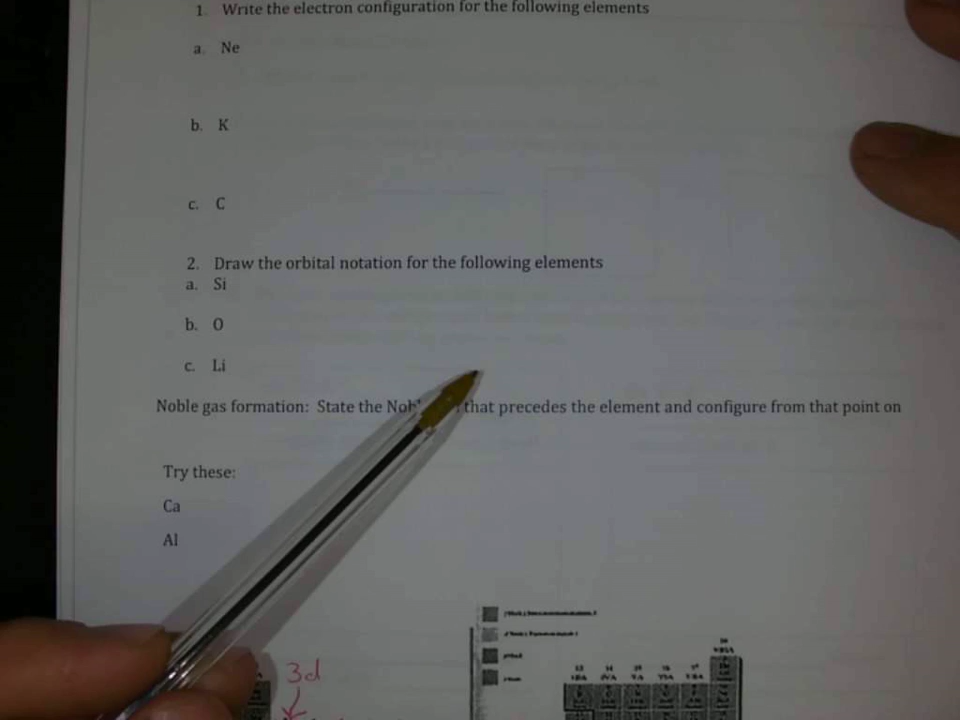 1. Write the electron configuration for the following elements
a. Ne
b. K
c. C
2. Draw the orbital notation for the following elements
a. Si
b. O
c. Li
Noble gas formation: State the that precedes the element and configure from that point on
Try these:
Ca
Al
3d